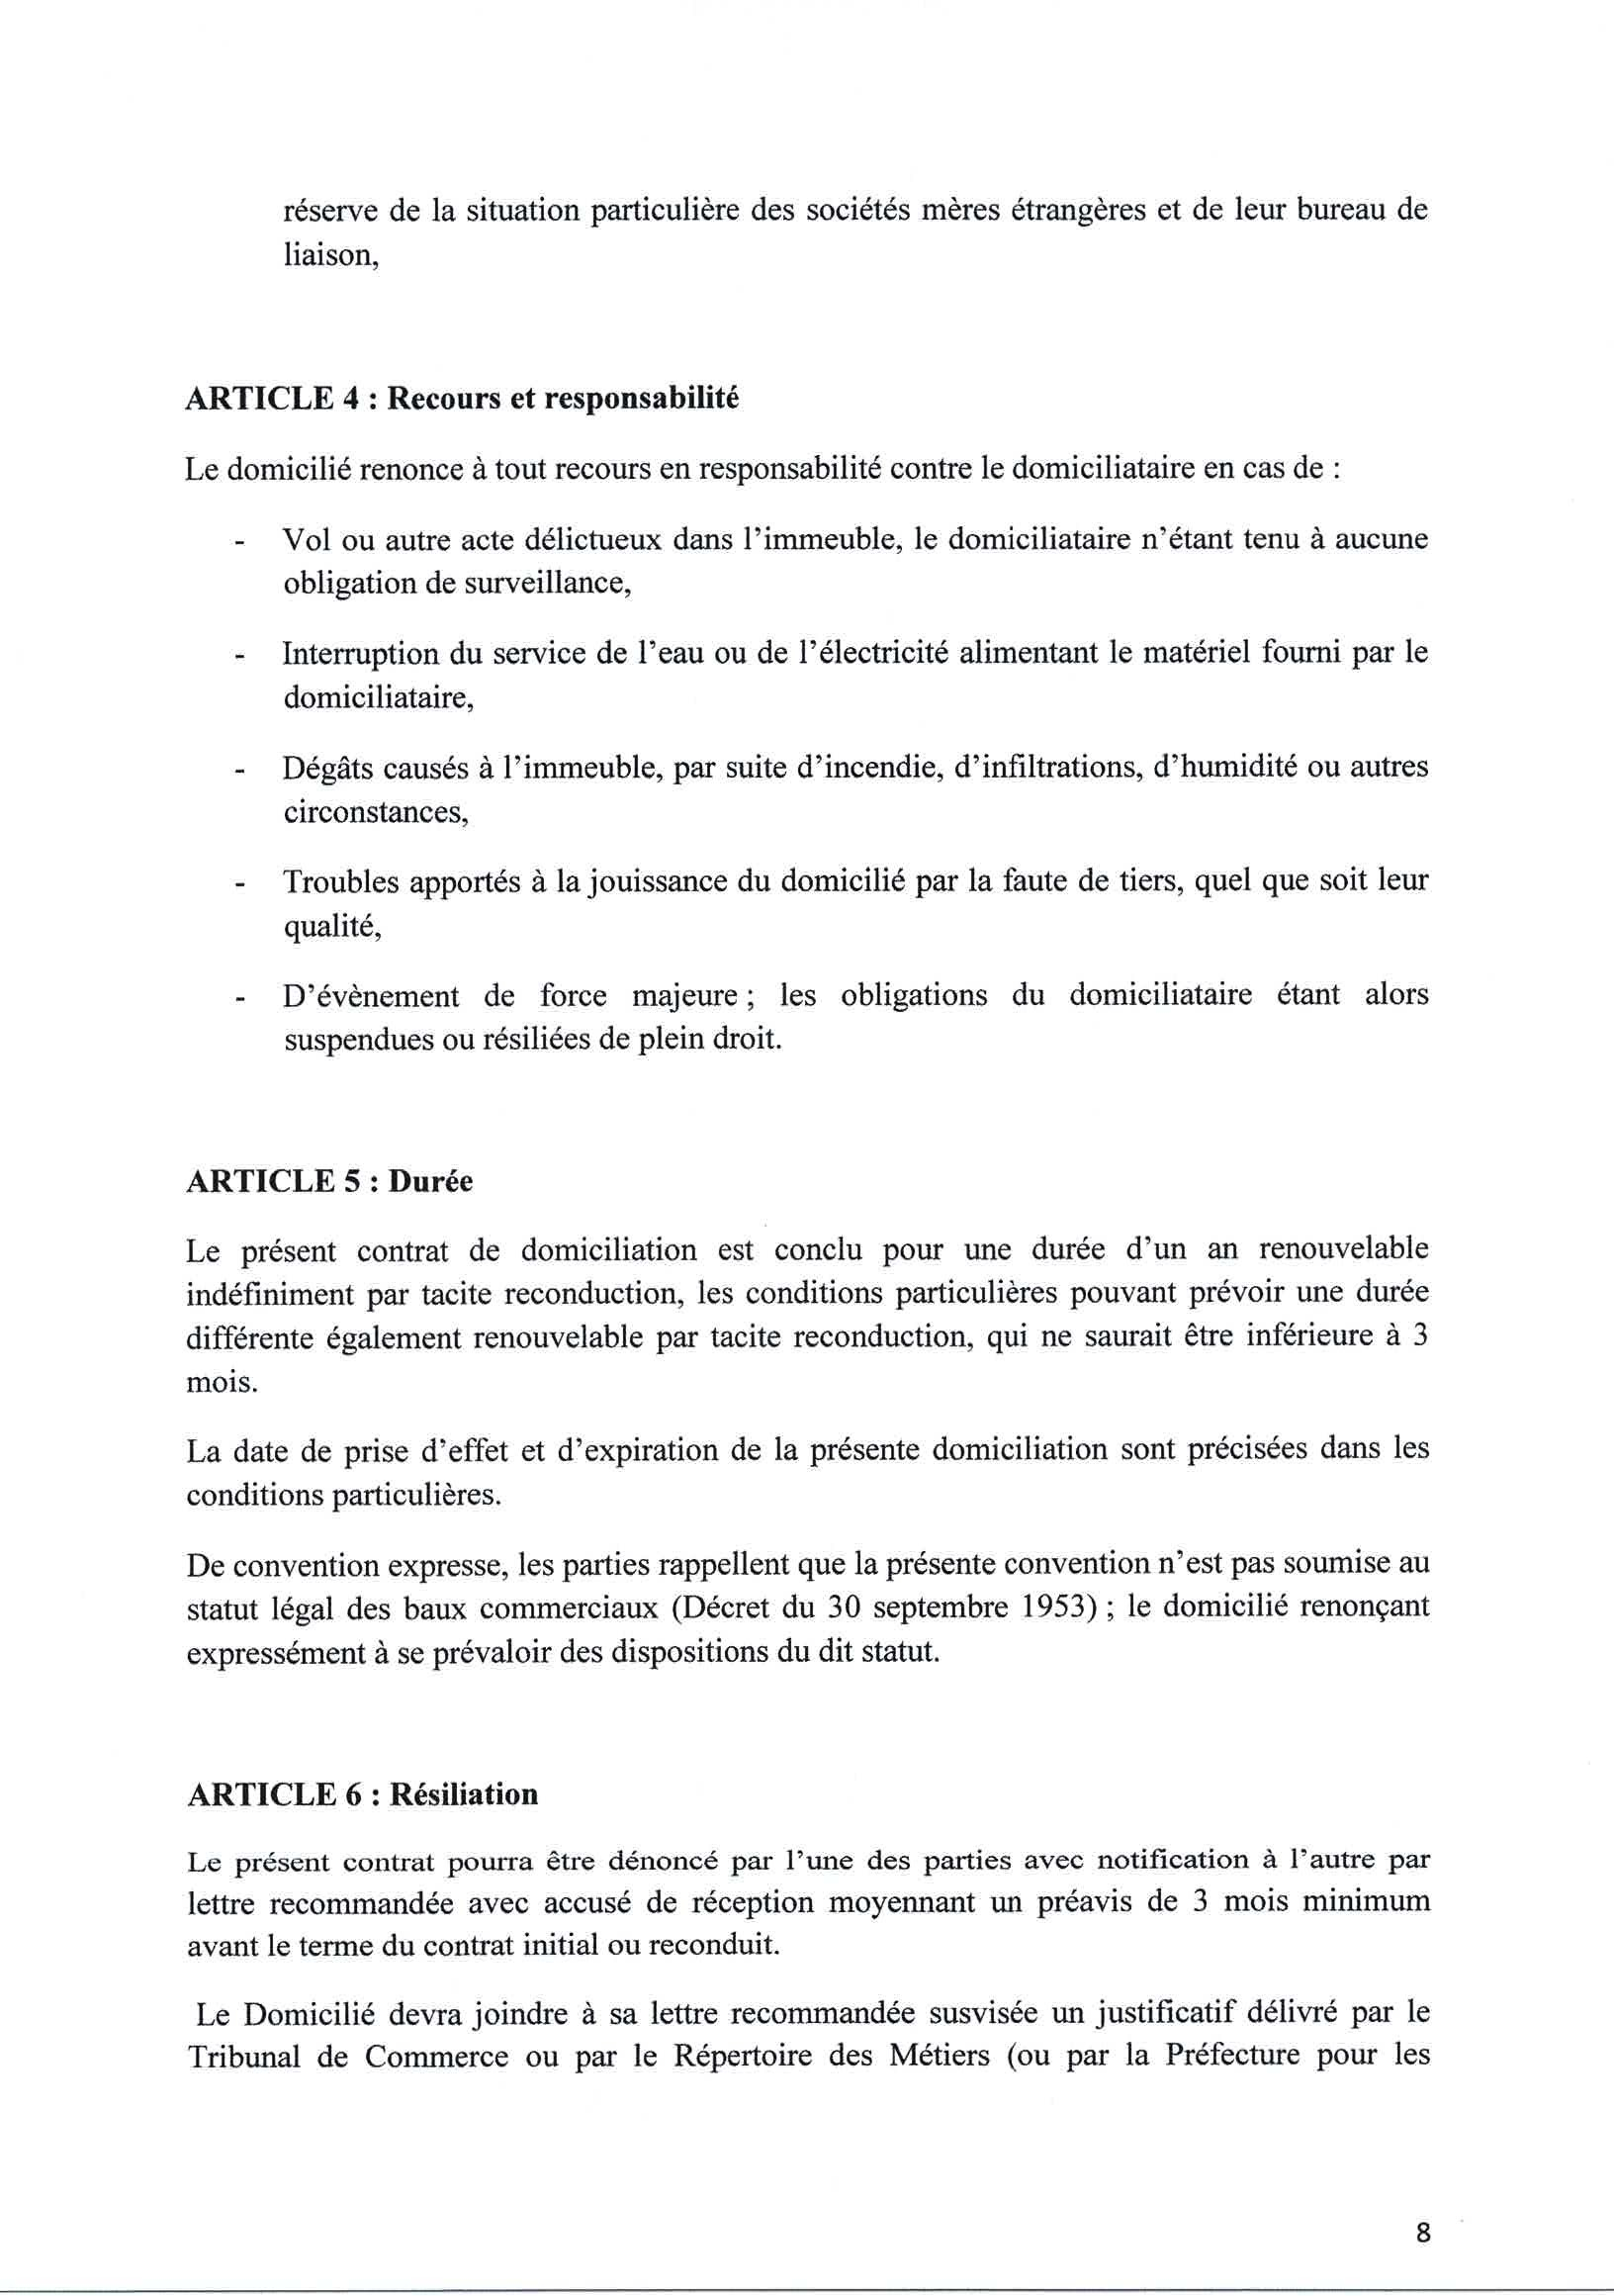 réserve de la situation particulière des sociétés mères étrangères et de leur bureau de
liaison,
ARTICLE 4 : Recours et responsabilité
Le domicilié renonce à tout recours en responsabilité contre le domiciliataire en cas de :
- Vol ou autre acte délictueux dans l'immeuble, le domiciliataire n'étant tenu à aucune
obligation de surveillance,
- Interruption du service de l'eau ou de l'électricité alimentant le matériel fourni par le
domiciliataire,
- Dégâts causés à l'immeuble, par suite d'incendie, d'infiltrations, d'humidité ou autres
circonstances,
- Troubles apportés à la jouissance du domicilié par la faute de tiers, quel que soit leur
qualité,
- D'évènement de force majeure ; les obligations du domiciliataire étant alors
suspendues ou résiliées de plein droit.
ARTICLE 5 : Durée
Le présent contrat de domiciliation est conclu pour une durée d'un an renouvelable
indéfiniment par tacite reconduction, les conditions particulières pouvant prévoir une durée
différente également renouvelable par tacite reconduction, qui ne saurait être inférieure à 3
mois.
La date de prise d'effet et d'expiration de la présente domiciliation sont précisées dans les
conditions particulières.
De convention expresse, les parties rappellent que la présente convention n'est pas soumise au
statut légal des baux commerciaux (Décret du 30 septembre 1953) ; le domicilié renonçant
expressément à se prévaloir des dispositions du dit statut.
ARTICLE 6 : Résiliation
Le présent contrat pourra être dénoncé par l'une des parties avec notification à l'autre par
lettre recommandée avec accusé de réception moyennant un préavis de 3 mois minimum
avant le terme du contrat initial ou reconduit.
Le Domicilié devra joindre à sa lettre recommandée susvisée un justificatif délivré par le
Tribunal de Commerce ou par le Répertoire des Métiers (ou par la Préfecture pour les
8